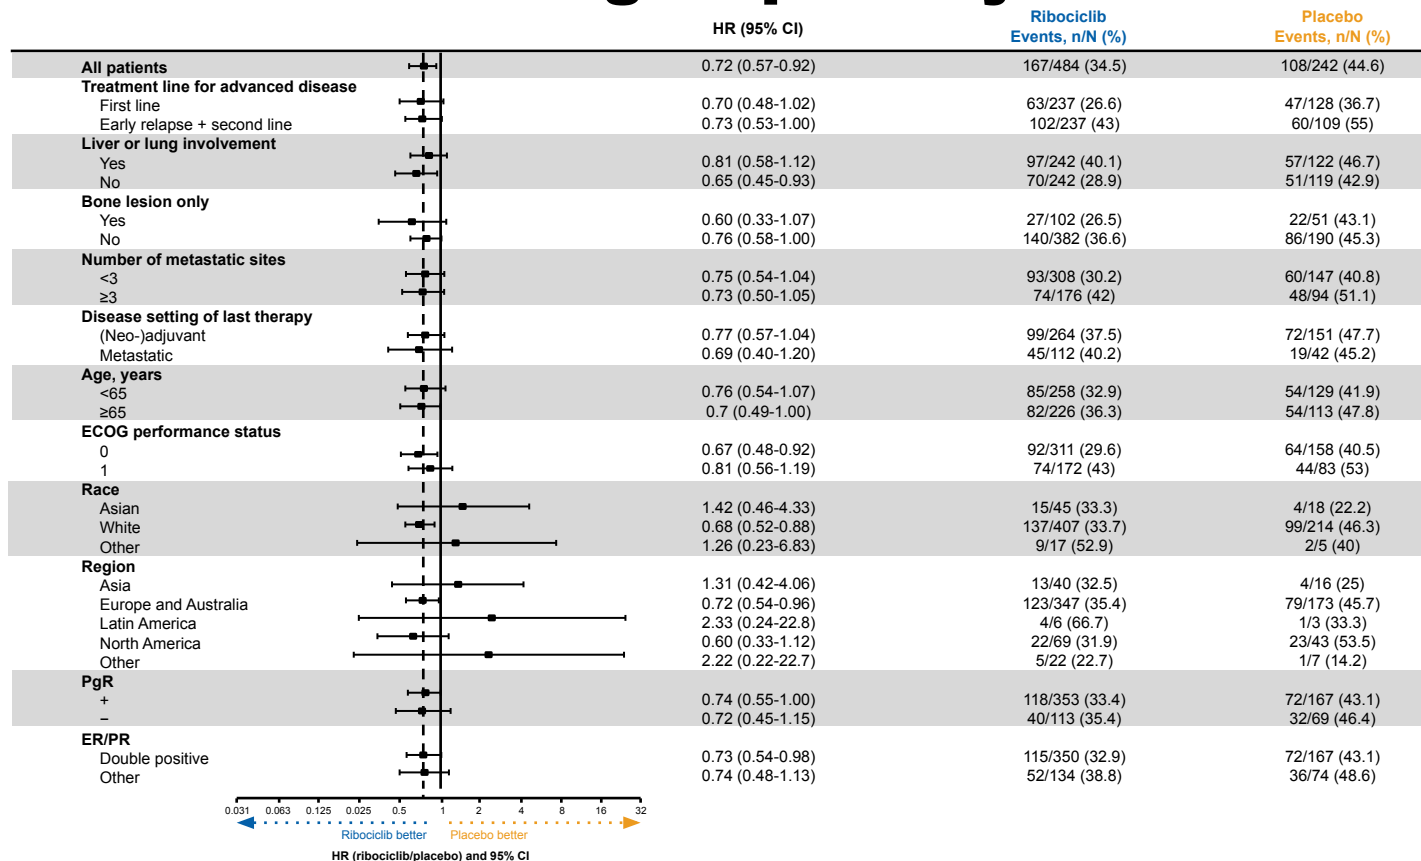 HR (95% CI) Ribociclib Events, n/N (%) Placebo Events, n/N (%)
All patients 0.72 (0.57-0.92) 167/484 (34.5) 108/242 (44.6)
Treatment line for advanced disease
First line 0.70 (0.48-1.02) 63/237 (26.6) 47/128 (36.7)
Early relapse + second line 0.73 (0.53-1.00) 102/237 (43) 60/109 (55)
Liver or lung involvement
Yes 0.81 (0.58-1.12) 97/242 (40.1) 57/122 (46.7)
No 0.65 (0.45-0.93) 70/242 (28.9) 51/119 (42.9)
Bone lesion only
Yes 0.60 (0.33-1.07) 27/102 (26.5) 22/51 (43.1)
No 0.76 (0.58-1.00) 140/382 (36.6) 86/190 (45.3)
Number of metastatic sites
<3 0.75 (0.54-1.04) 93/308 (30.2) 60/147 (40.8)
≥3 0.73 (0.50-1.05) 74/176 (42) 48/94 (51.1)
Disease setting of last therapy
(Neo-)adjuvant 0.77 (0.57-1.04) 99/264 (37.5) 72/151 (47.7)
Metastatic 0.69 (0.40-1.20) 45/112 (40.2) 19/42 (45.2)
Age, years
<65 0.76 (0.54-1.07) 85/258 (32.9) 54/129 (41.9)
≥65 0.7 (0.49-1.00) 82/226 (36.3) 54/113 (47.8)
ECOG performance status
0 0.67 (0.48-0.92) 92/311 (29.6) 64/158 (40.5)
1 0.81 (0.56-1.19) 74/172 (43) 44/83 (53)
Race
Asian 1.42 (0.46-4.33) 15/45 (33.3) 4/18 (22.2)
White 0.68 (0.52-0.88) 137/407 (33.7) 99/214 (46.3)
Other 1.26 (0.23-6.83) 9/17 (52.9) 2/5 (40)
Region
Asia 1.31 (0.42-4.06) 13/40 (32.5) 4/16 (25)
Europe and Australia 0.72 (0.54-0.96) 123/347 (35.4) 79/173 (45.7)
Latin America 2.33 (0.24-22.8) 4/6 (66.7) 1/3 (33.3)
North America 0.60 (0.33-1.12) 22/69 (31.9) 23/43 (53.5)
Other 2.22 (0.22-22.7) 5/22 (22.7) 1/7 (14.2)
PgR
+ 0.74 (0.55-1.00) 118/353 (33.4) 72/167 (43.1)
− 0.72 (0.45-1.15) 40/113 (35.4) 32/69 (46.4)
ER/PR
Double positive 0.73 (0.54-0.98) 115/350 (32.9) 72/167 (43.1)
Other 0.74 (0.48-1.13) 52/134 (38.8) 36/74 (48.6)
0.031 0.063 0.125 0.025 0.5 1 2 4 8 16 32
Ribociclib better Placebo better
HR (ribociclib/placebo) and 95% CI